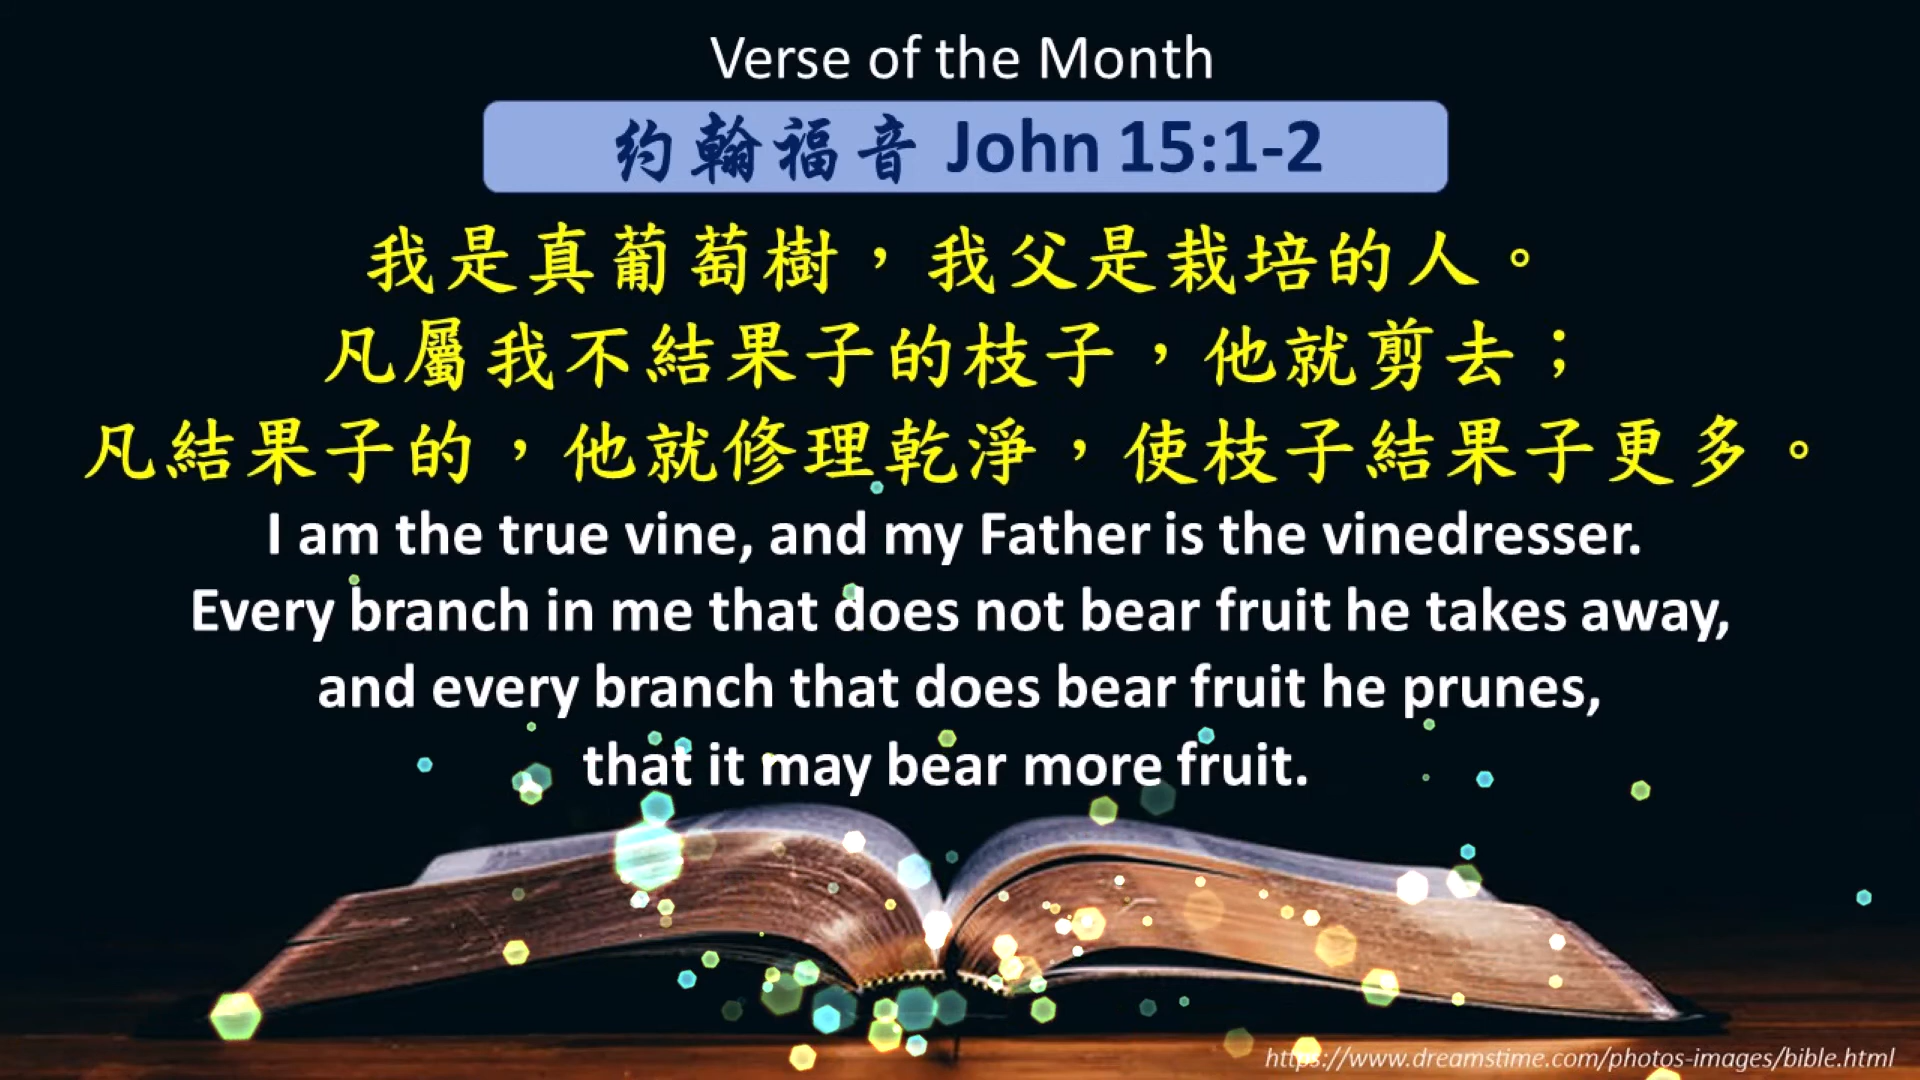 Verse of the Month
約翰福音 John 15:1-2
我是真葡萄樹，我父是栽培的人。
凡屬我不結果子的枝子，他就剪去；
凡結果子的，他就修理乾淨，使枝子結果子更多。
I am the true vine, and my Father is the vinedresser.
Every branch in me that does not bear fruit he takes away,
and every branch that does bear fruit he prunes,
that it may bear more fruit.
https://www.dreamstime.com/photos-images/bible.html